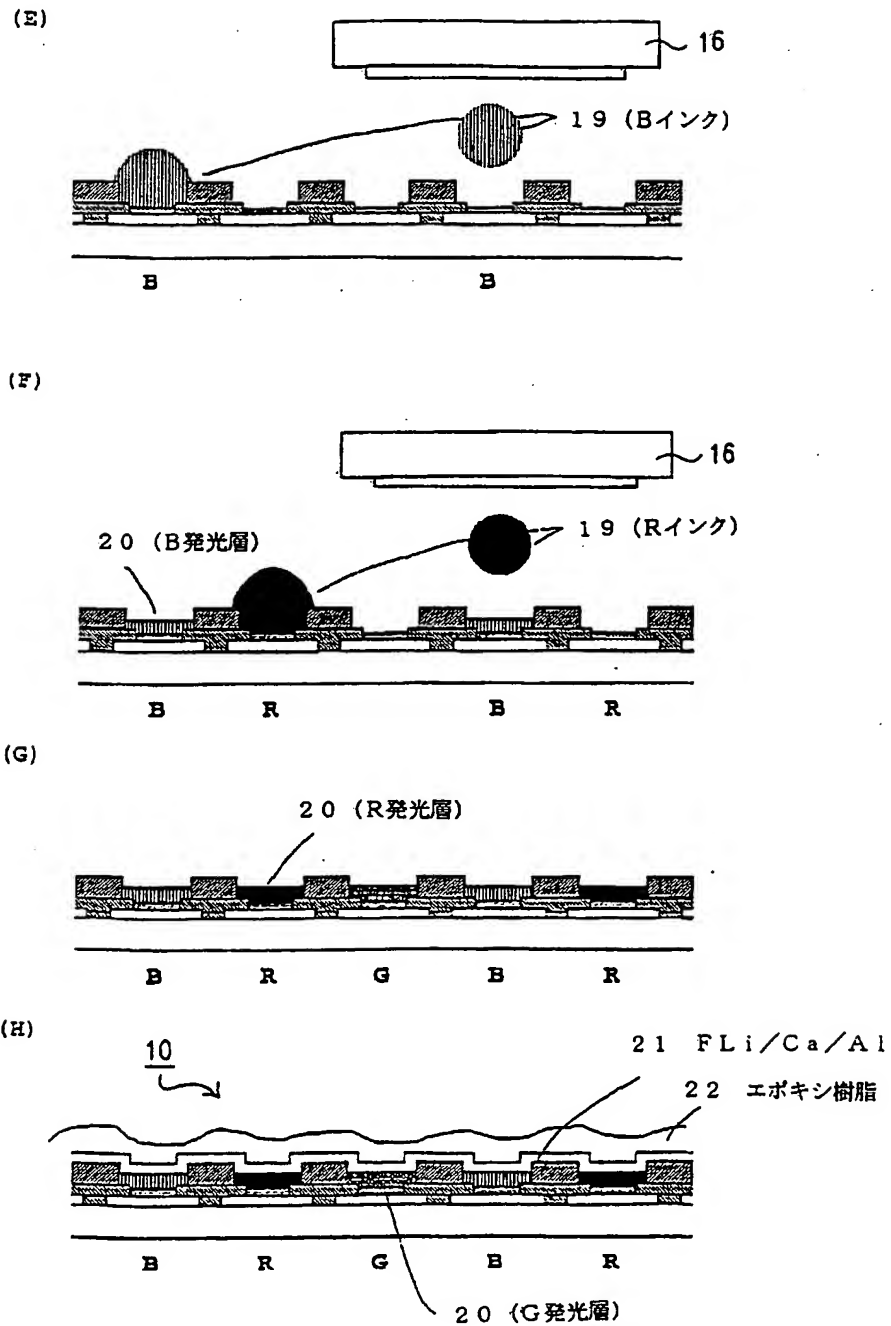 (E)
16
19 (Bインク)
B B
(F)
16
20 (B発光層)
19 (Rインク)
B R B R
(G)
20 (R発光層)
B R G B R
(H)
10
21 FLi/Ca/Al
22 エポキシ樹脂
B R G B R
20 (G発光層)